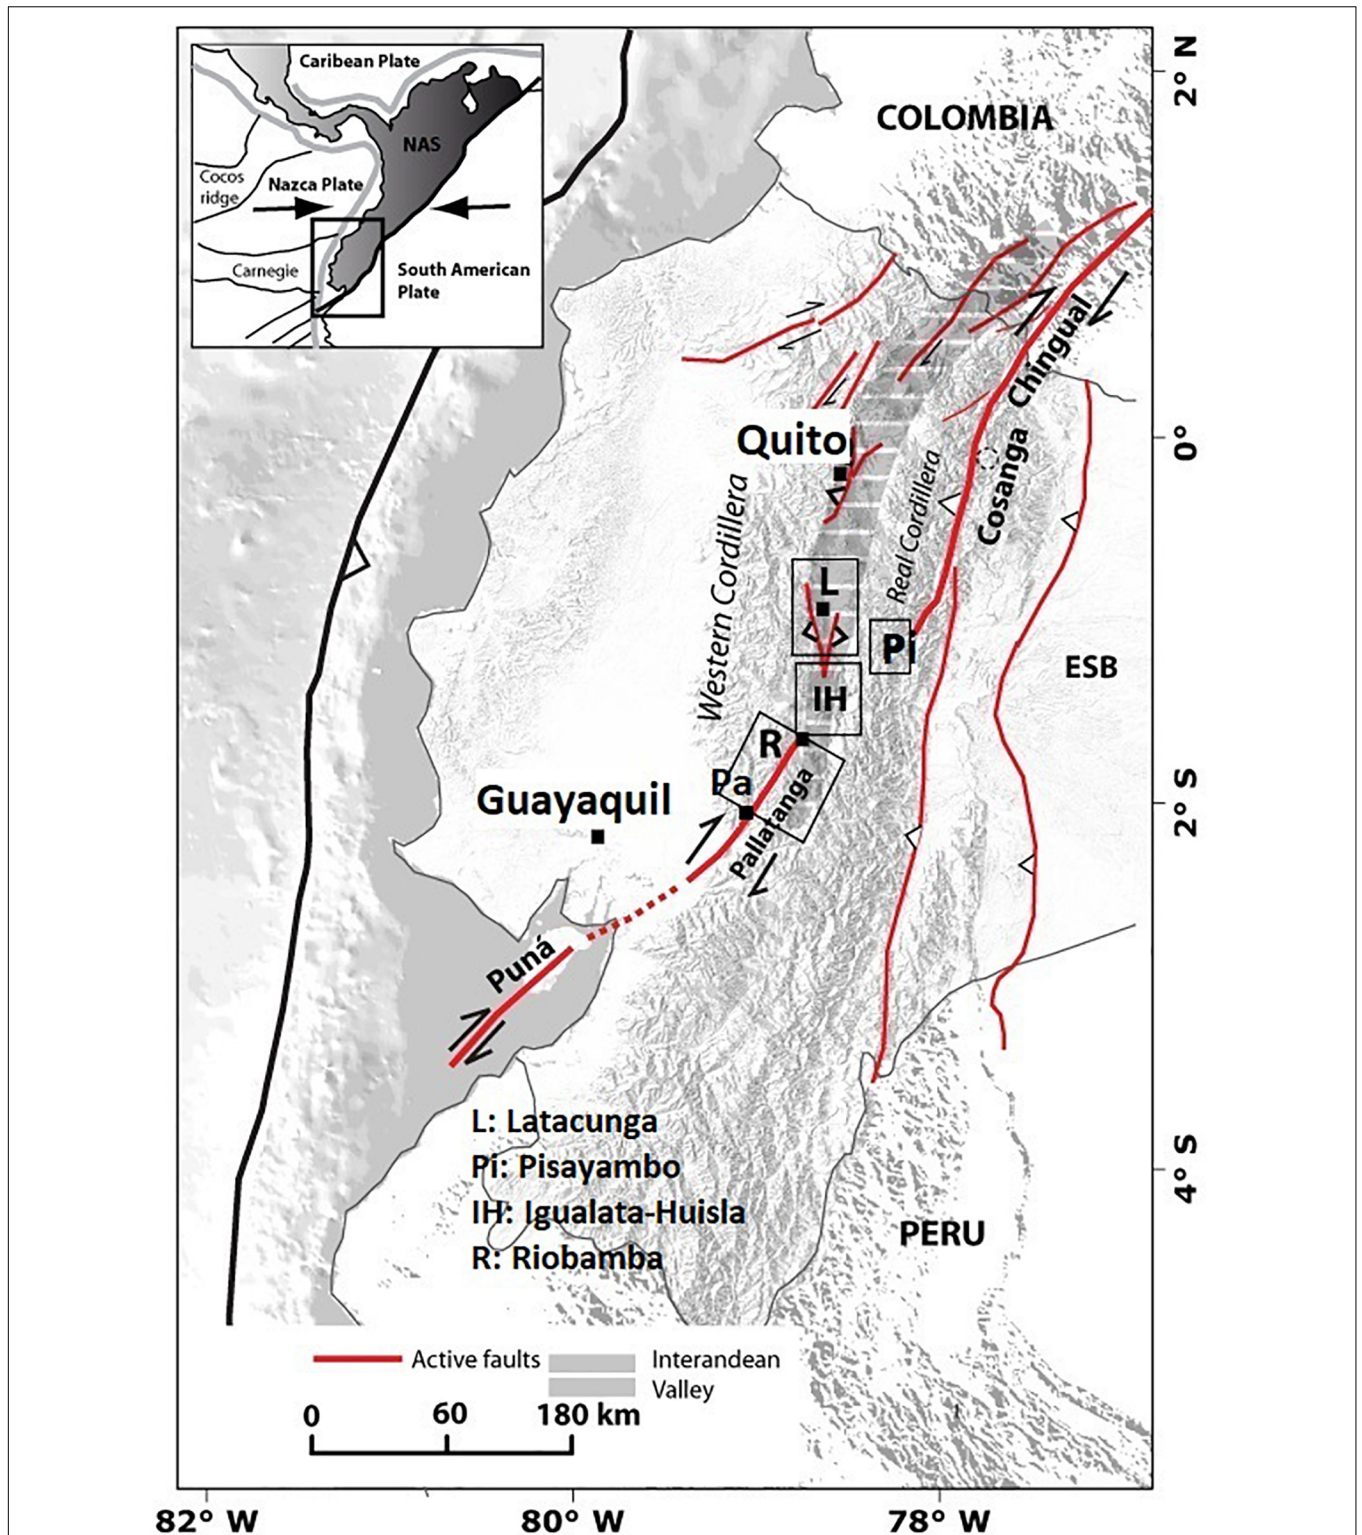 Caribean Plate
NAS
Cocos
ridge
Nazca Plate
Carnegie
South American
Plate
COLOMBIA
2° N
Chingual
Quito
0°
Cosanga
Real Cordillera
Western Cordillera
L
Pi
ESB
IH
R
Pa
Pallatanga
Guayaquil
2° S
Puná
L: Latacunga
Pi: Pisayambo
IH: Igualata-Huisla
R: Riobamba
4° S
PERU
Active faults
Interandean
Valley
0 60 180 km
82° W 80° W 78° W